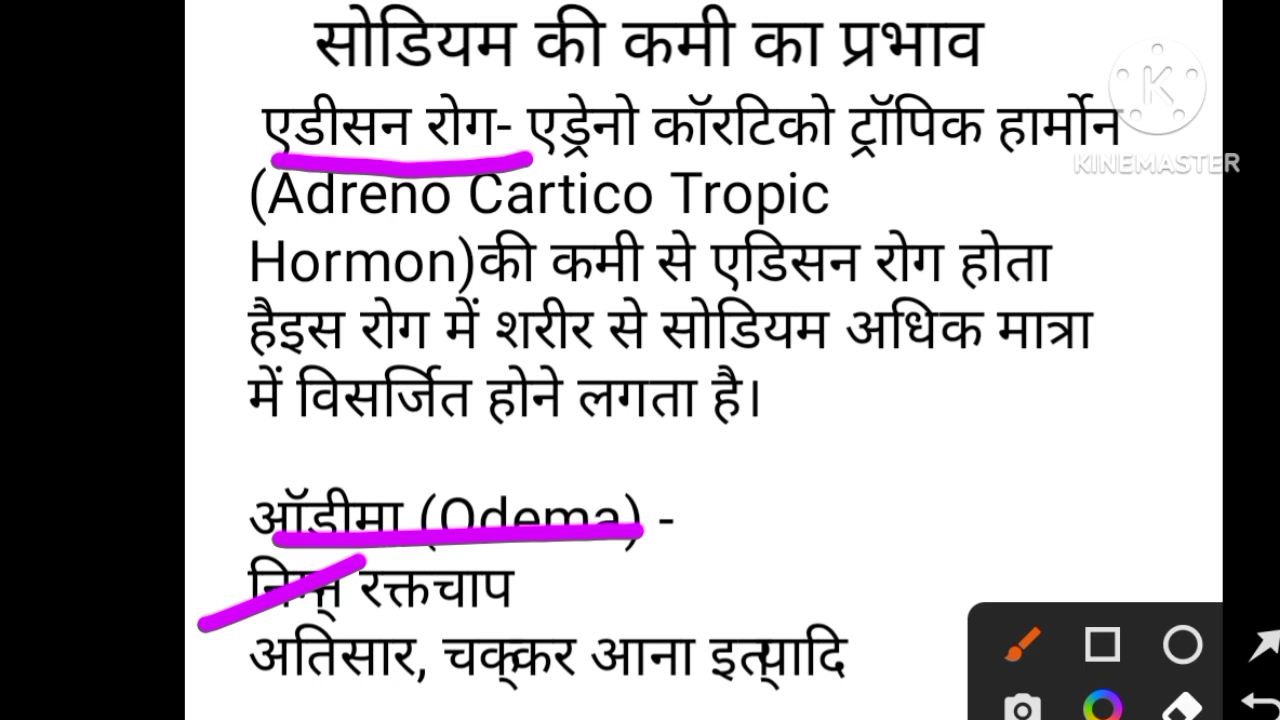 सोडियम की कमी का प्रभाव
एडीसन रोग- एड्रेनो कॉरटिको ट्रॉपिक हार्मोन
(Adreno Cartico Tropic
Hormon)की कमी से एडिसन रोग होता
हैइस रोग में शरीर से सोडियम अधिक मात्रा
में विसर्जित होने लगता है।
ऑडीमा (Odema) -
निम्न रक्तचाप
अतिसार, चक्कर आना इत्यादि
K
KINEMASTER